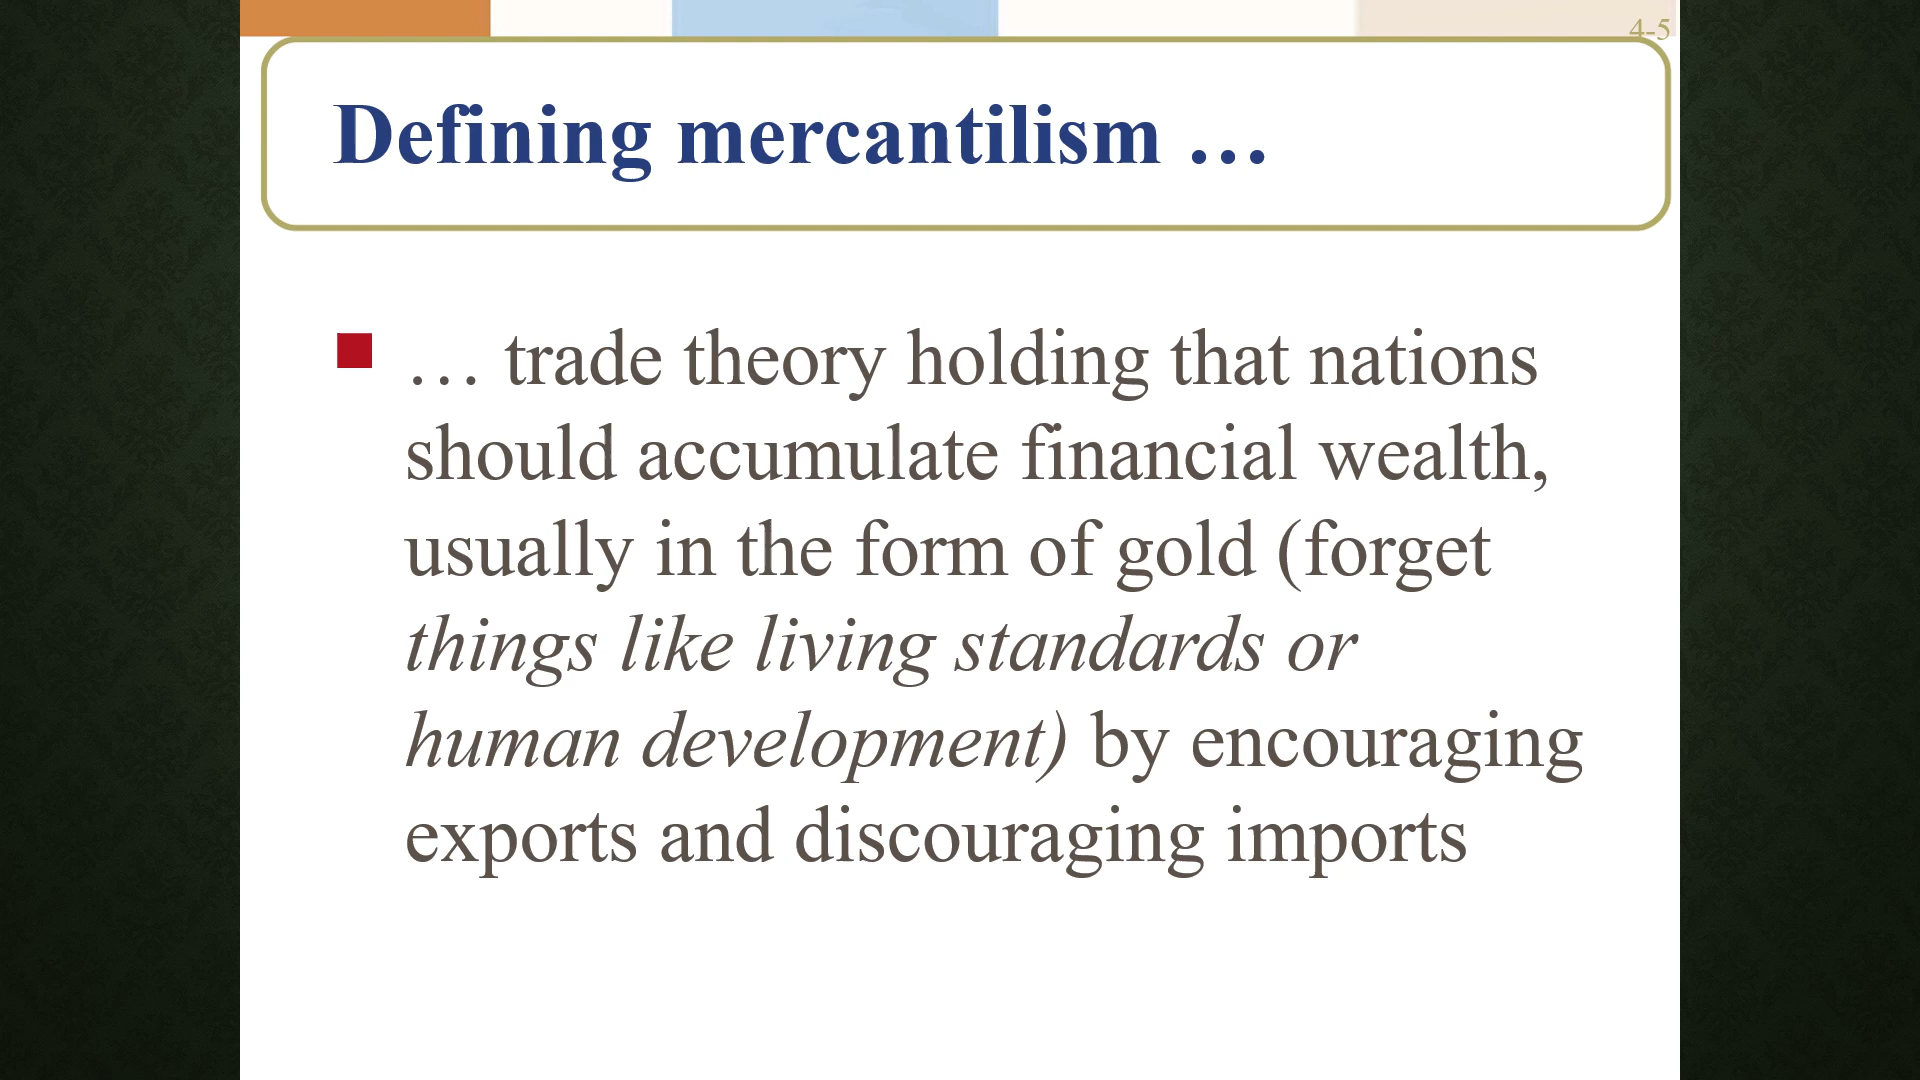 4-5
Defining mercantilism …
… trade theory holding that nations
should accumulate financial wealth,
usually in the form of gold (forget
things like living standards or
human development) by encouraging
exports and discouraging imports